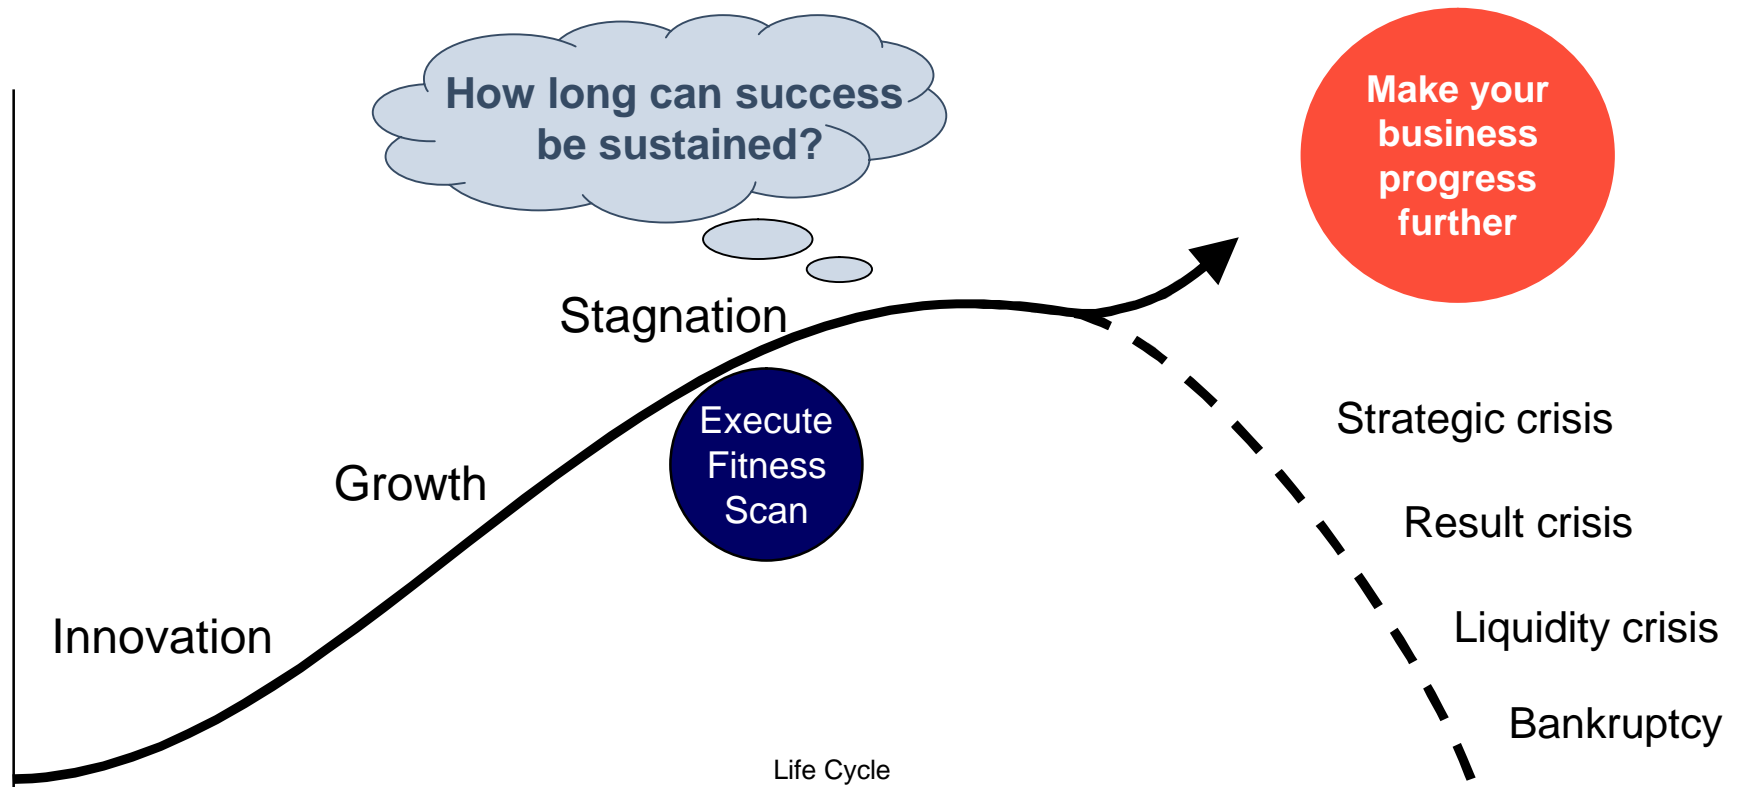 How long can success
be sustained?
Make your
business
progress
further
Stagnation
Execute
Fitness
Scan
Growth
Innovation
Strategic crisis
Result crisis
Liquidity crisis
Bankruptcy
Life Cycle